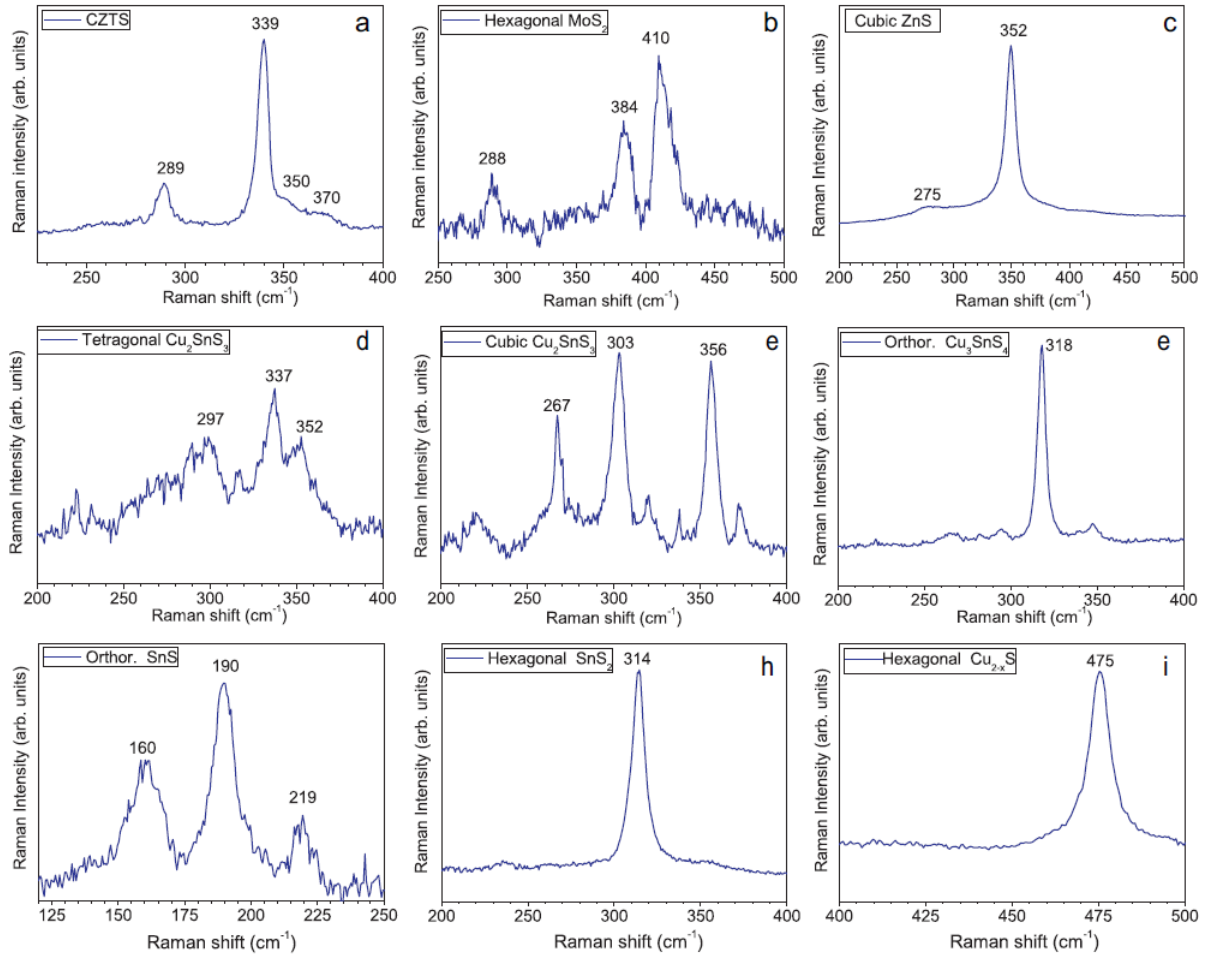 CZTS
a
339
289
350
370
250
300
350
400
Raman shift (cm⁻¹)
Raman intensity (arb. units)
Hexagonal MoS₂
b
410
384
288
250
300
350
400
450
500
Raman shift (cm⁻¹)
Raman intensity (arb. units)
Cubic ZnS
c
352
275
200
300
400
500
Raman shift (cm⁻¹)
Raman Intensity (arb. units)
Tetragonal Cu₂SnS₃
d
337
297
352
200
250
300
350
400
Raman shift (cm⁻¹)
Raman Intensity (arb. units)
Cubic Cu₂SnS₃
e
303
356
267
200
250
300
350
400
Raman shift (cm⁻¹)
Raman Intensity (arb. units)
Orthor. Cu₃SnS₄
e
318
200
250
300
350
400
Raman shift (cm⁻¹)
Raman Intensity (arb. units)
Orthor. SnS
190
160
219
125
150
175
200
225
250
Raman shift (cm⁻¹)
Raman Intensity (arb. units)
Hexagonal SnS₂
h
314
200
250
300
350
400
Raman shift (cm⁻¹)
Raman Intensity (arb. units)
Hexagonal Cu₂₋ₓS
i
475
400
425
450
475
500
Raman shift (cm⁻¹)
Raman Intensity (arb. units)